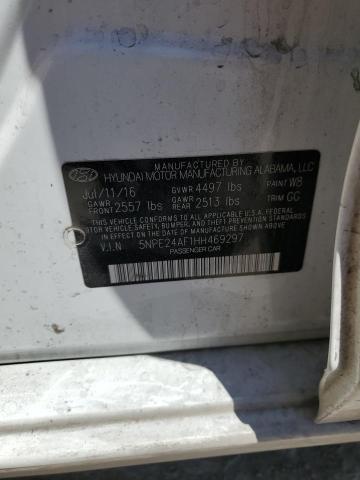 MANUFACTURED BY
HYUNDAI MOTOR MANUFACTURING ALABAMA, LLC
Jul/11/16 GVWR 4497 lbs PAINT W8
GAWR FRONT 2557 lbs GAWR REAR 2513 lbs TRIM GG
THIS VEHICLE CONFORMS TO ALL APPLICABLE FEDERAL MOTOR
VEHICLE SAFETY, BUMPER, AND THEFT PREVENTION
STANDARDS IN EFFECT ON THE DATE OF MANUFACTURE SHOWN ABOVE.
V.I.N 5NPE24AF1HH469297
PASSENGER CAR